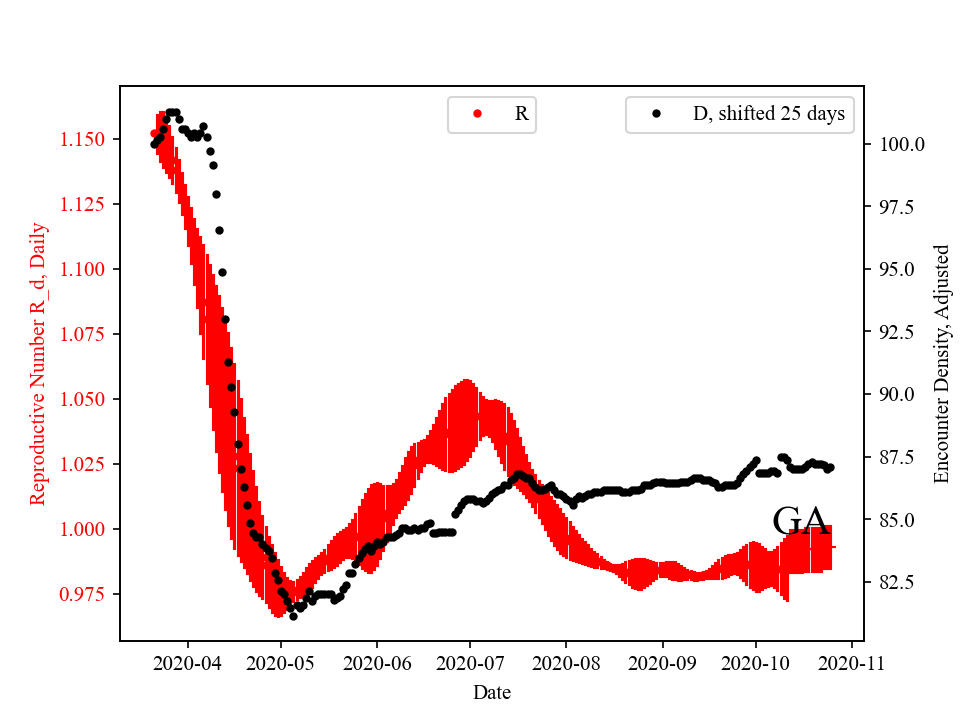 R
D, shifted 25 days
1.150
1.125
1.100
1.075
1.050
1.025
1.000
0.975
Reproductive Number R_d, Daily
100.0
97.5
95.0
92.5
90.0
87.5
85.0
82.5
Encounter Density, Adjusted
GA
2020-04 2020-05 2020-06 2020-07 2020-08 2020-09 2020-10 2020-11
Date